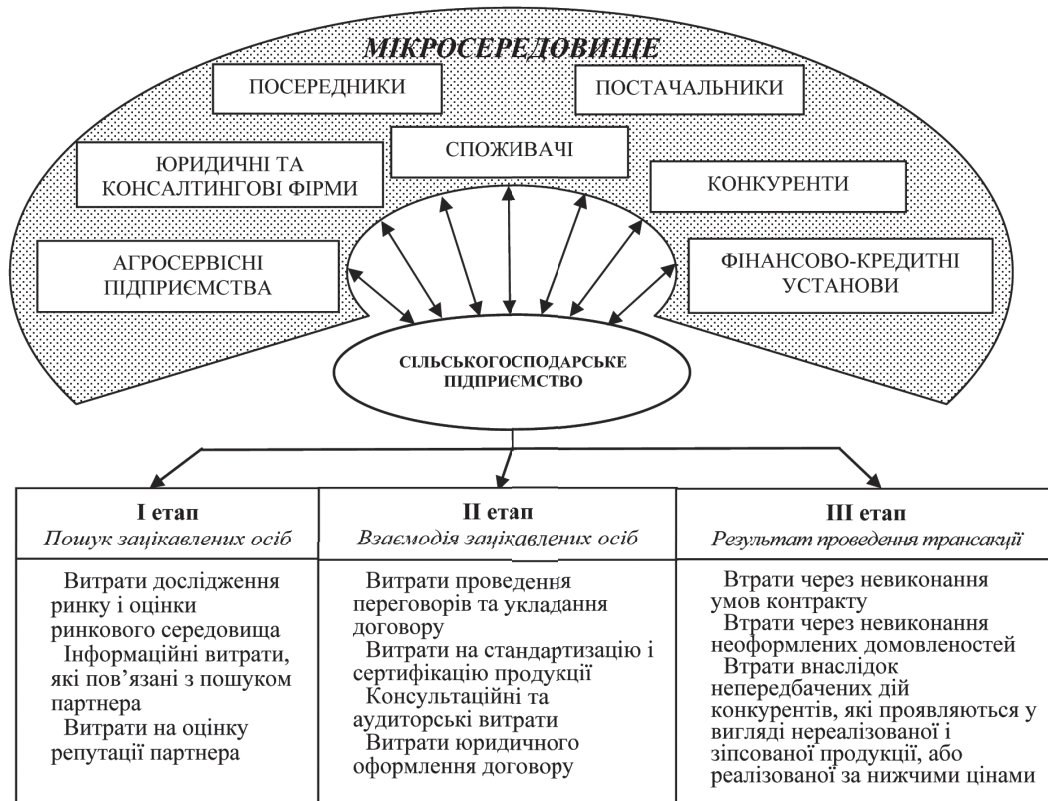 МІКРОСЕРЕДОВИЩЕ
ПОСЕРЕДНИКИ
ПОСТАЧАЛЬНИКИ
СПОЖИВАЧІ
ЮРИДИЧНІ ТА
КОНСАЛТИНГОВІ ФІРМИ
КОНКУРЕНТИ
АГРОСЕРВІСНІ
ПІДПРИЄМСТВА
ФІНАНСОВО-КРЕДИТНІ
УСТАНОВИ
СІЛЬСЬКОГОСПОДАРСЬКЕ
ПІДПРИЄМСТВО
І етап
Пошук зацікавлених осіб
Витрати дослідження
ринку і оцінки
ринкового середовища
Інформаційні витрати,
які пов’язані з пошуком
партнера
Витрати на оцінку
репутації партнера
ІІ етап
Взаємодія зацікавлених осіб
Витрати проведення
переговорів та укладання
договору
Витрати на стандартизацію і
сертифікацію продукції
Консультаційні та
аудиторські витрати
Витрати юридичного
оформлення договору
ІІІ етап
Результат проведення трансакції
Втрати через невиконання
умов контракту
Втрати через невиконання
неоформлених домовленостей
Втрати внаслідок
непередбачених дій
конкурентів, які проявляються у
вигляді нереалізованої і
зіпсованої продукції, або
реалізованої за нижчими цінами